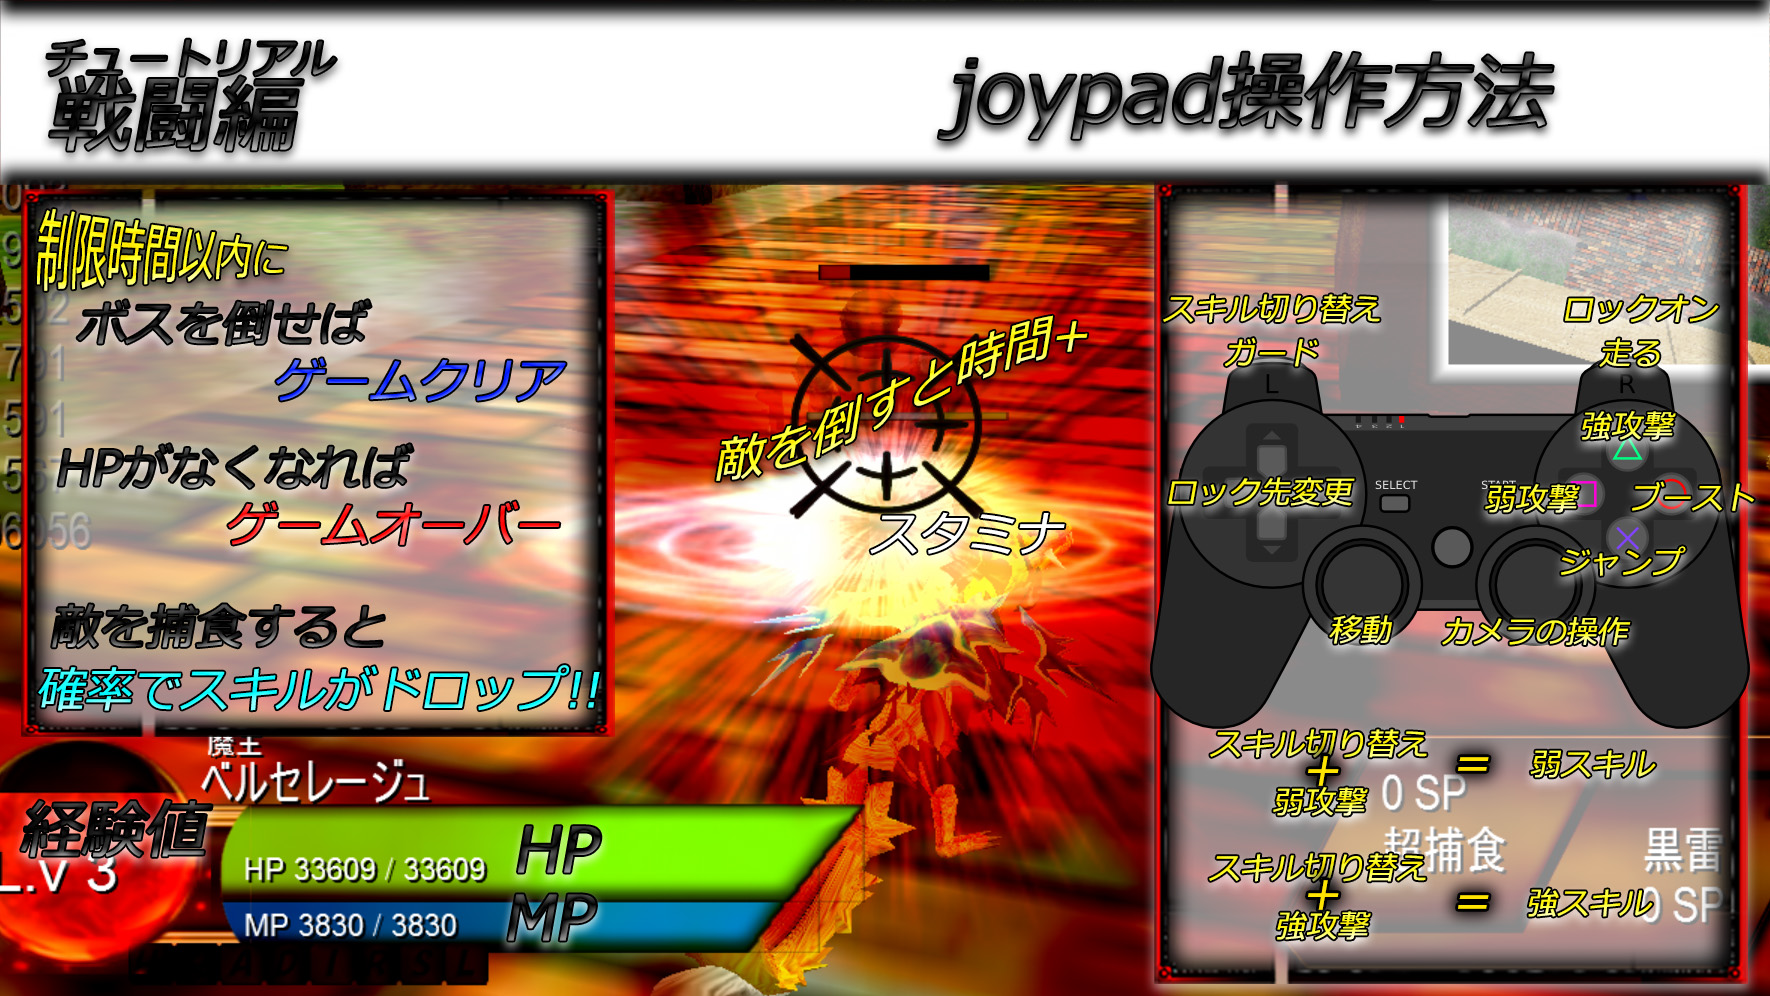 チュートリアル
戦闘編
joypad操作方法
制限時間以内に
ボスを倒せば
ゲームクリア
HPがなくなれば
ゲームオーバー
敵を捕食すると
確率でスキルがドロップ!!
敵を倒すと時間+
スタミナ
スキル切り替え
ガード
L
ロックオン
走る
R
強攻撃
ロック先変更
SELECT
START
弱攻撃
ブースト
ジャンプ
移動
カメラの操作
スキル切り替え
+
弱攻撃
=
弱スキル
0 SP
超捕食
黒雷
スキル切り替え
+
強攻撃
=
強スキル
0 SP
魔王
ベルセレージュ
経験値
Lv 3
HP 33609 / 33609
HP
MP 3830 / 3830
MP